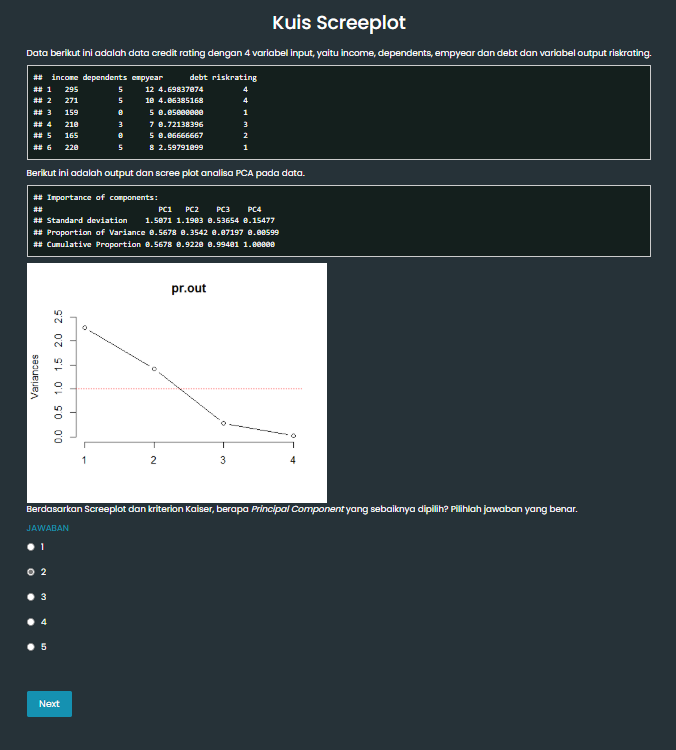 Kuis Screeplot
Data berikut ini adalah data credit rating dengan 4 variabel input, yaitu income, dependents, empyear dan debt dan variabel output riskrating.
##   income dependents empyear       debt riskrating
## 1    295          5      12 4.69837074          4
## 2    271          5      10 4.06385168          4
## 3    159          0       5 0.05000000          1
## 4    210          3       7 0.72138396          3
## 5    165          0       5 0.06666667          2
## 6    220          5       8 2.59791099          1
Berikut ini adalah output dan scree plot analisa PCA pada data.
## Importance of components:
##                           PC1    PC2     PC3     PC4
## Standard deviation     1.5071 1.1903 0.53654 0.15477
## Proportion of Variance 0.5678 0.3542 0.07197 0.00599
## Cumulative Proportion  0.5678 0.9220 0.99401 1.00000
pr.out
Variances
2.5
2.0
1.5
1.0
0.5
0.0
1 2 3 4
Berdasarkan Screeplot dan kriterion Kaiser, berapa Principal Component yang sebaiknya dipilih? Pilihlah jawaban yang benar.
JAWABAN
1
2
3
4
5
Next